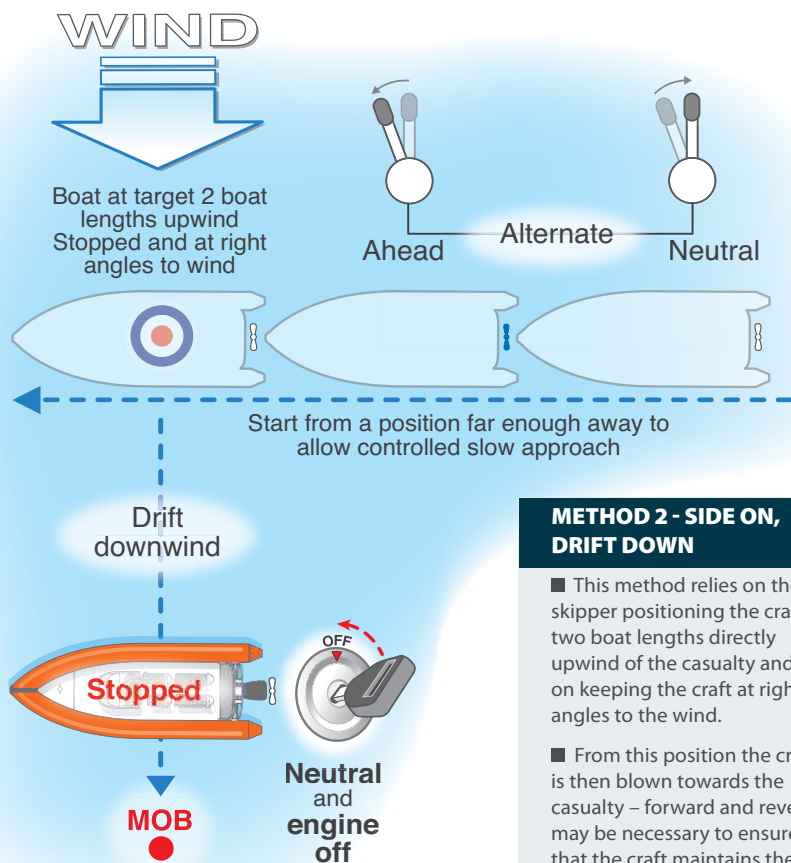 WIND
Boat at target 2 boat
lengths upwind
Stopped and at right
angles to wind
Ahead
Alternate
Neutral
Start from a position far enough away to
allow controlled slow approach
Drift
downwind
Stopped
OFF
Neutral
and
engine
off
MOB
METHOD 2 - SIDE ON,
DRIFT DOWN
■ This method relies on the
skipper positioning the
two boat lengths directly
upwind of the casualty and
on keeping the craft at
angles to the wind.
■ From this position the
is then blown towards the
casualty – forward and
may be necessary to ensure
that the craft maintains the